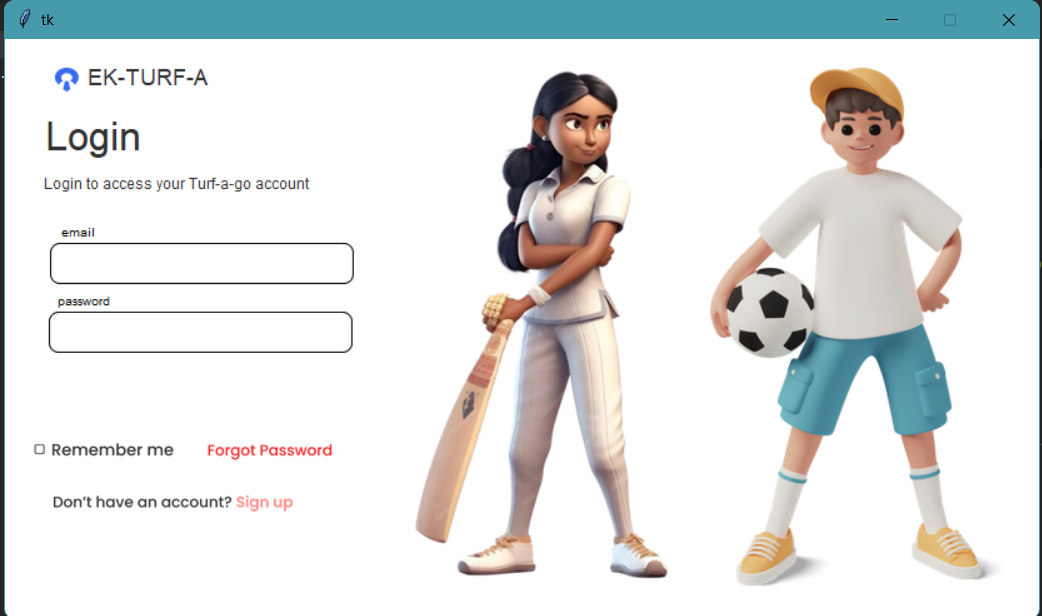 tk
EK-TURF-A
Login
Login to access your Turf-a-go account
email
password
Remember me Forgot Password
Don't have an account? Sign up